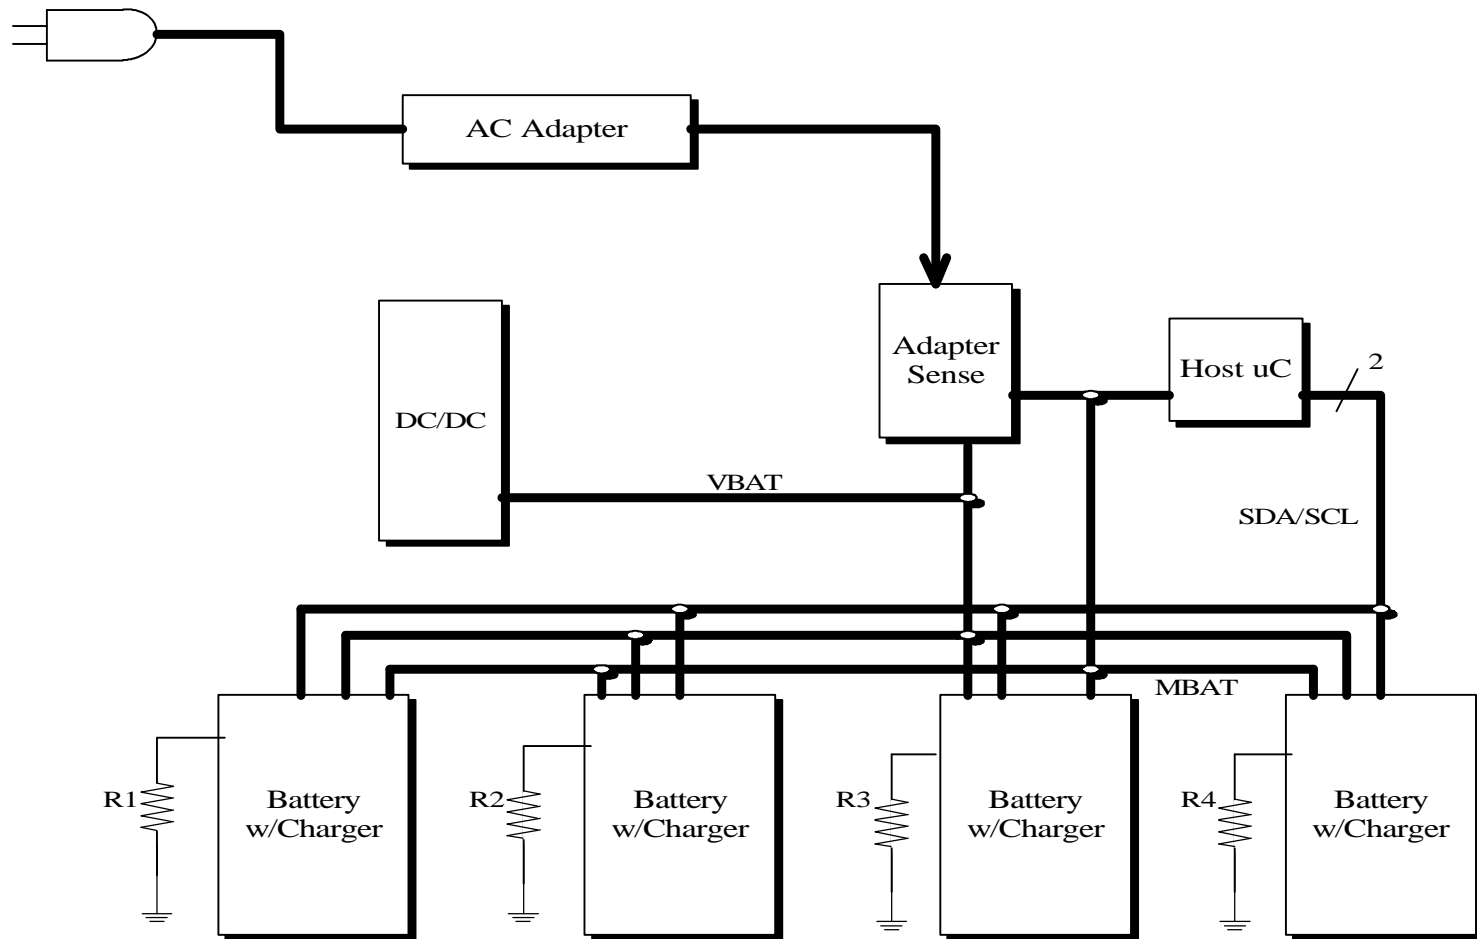 AC Adapter
Adapter
Sense
Host uC
2
DC/DC
VBAT
SDA/SCL
MBAT
R1
Battery
w/Charger
R2
Battery
w/Charger
R3
Battery
w/Charger
R4
Battery
w/Charger